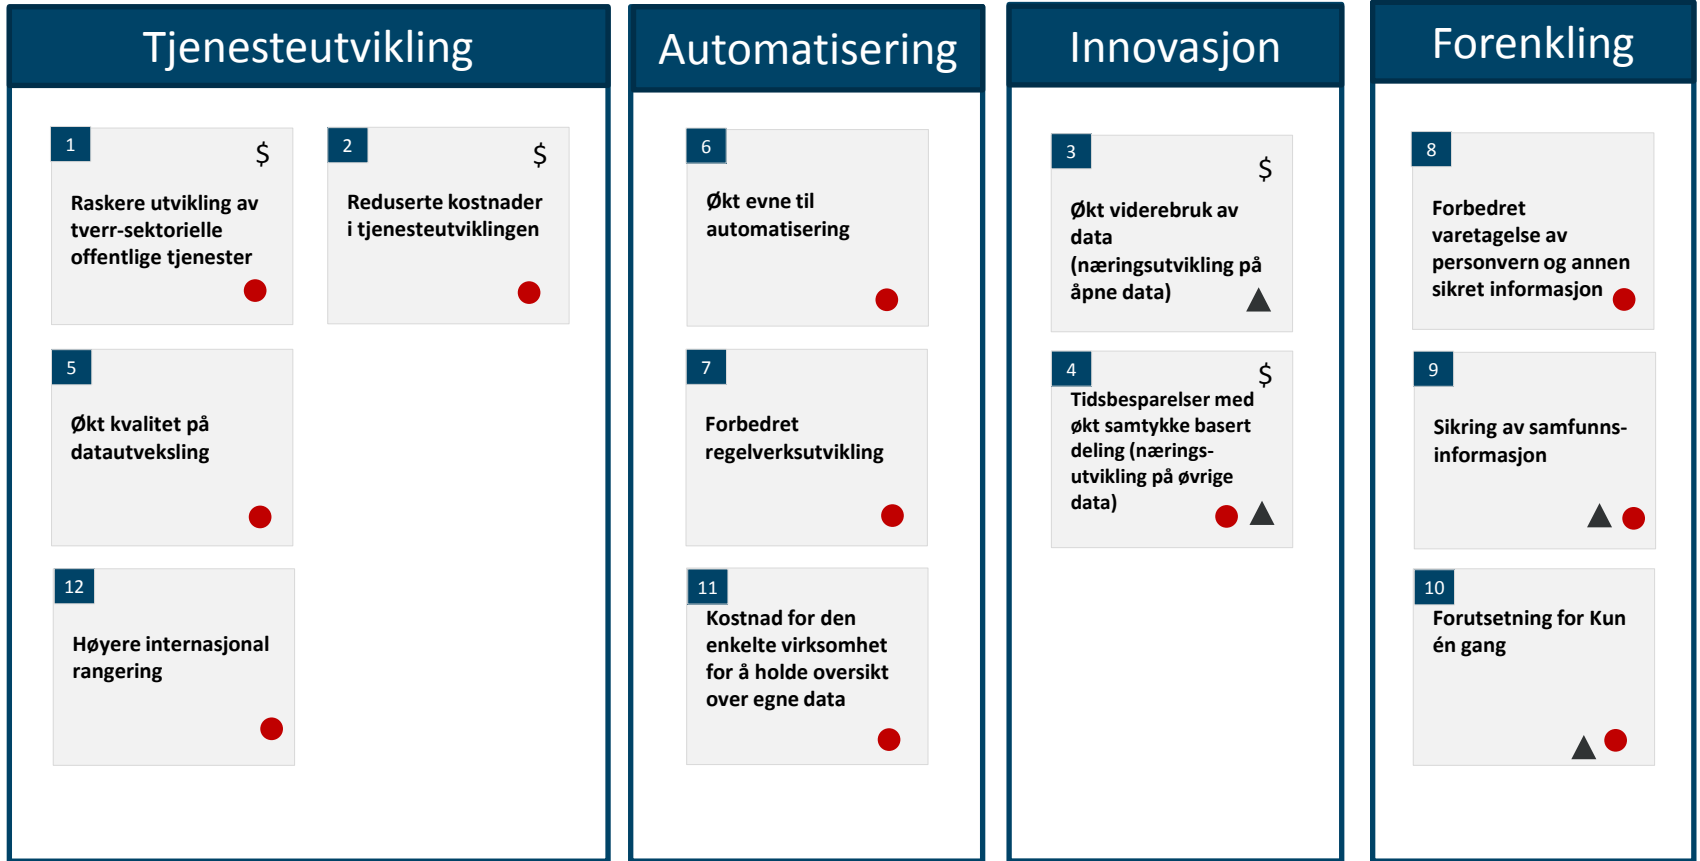 Tjenesteutvikling
1
$
Raskere utvikling av
tverr-sektorielle
offentlige tjenester
2
$
Reduserte kostnader
i tjenesteutviklingen
5
Økt kvalitet på
datautveksling
12
Høyere internasjonal
rangering
Automatisering
6
Økt evne til
automatisering
7
Forbedret
regelverksutvikling
11
Kostnad for den
enkelte virksomhet
for å holde oversikt
over egne data
Innovasjon
3
$
Økt viderebruk av
data
(næringsutvikling på
åpne data)
4
$
Tidsbesparelser med
økt samtykke basert
deling (nærings-
utvikling på øvrige
data)
Forenkling
8
Forbedret
varetagelse av
personvern og annen
sikret informasjon
9
Sikring av samfunns-
informasjon
10
Forutsetning for Kun
én gang